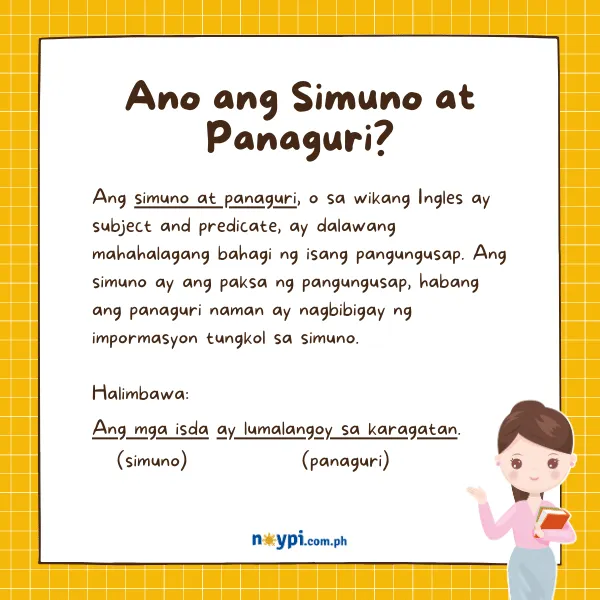 Ano ang Simuno at
Panaguri?
Ang simuno at panaguri, o sa wikang Ingles ay
subject and predicate, ay dalawang
mahahalagang bahagi ng isang pangungusap. Ang
simuno ay ang paksa ng pangungusap, habang
ang panaguri naman ay nagbibigay ng
impormasyon tungkol sa simuno.
Halimbawa:
Ang mga isda ay lumalangoy sa karagatan.
(simuno) (panaguri)
noypi.com.ph